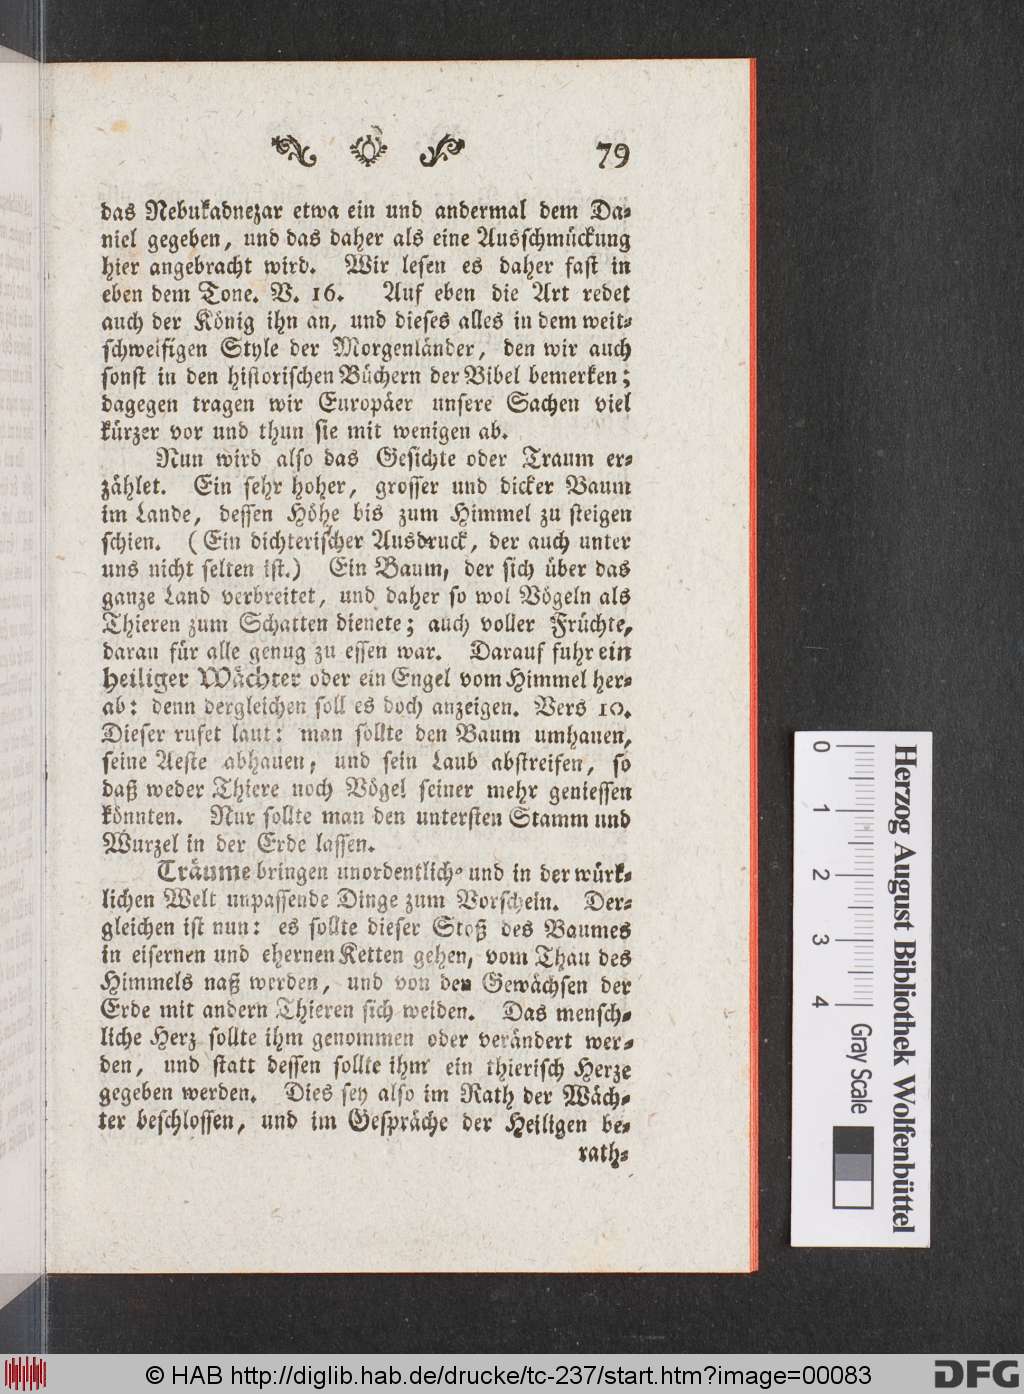 79
das Nebukadnezar etwa ein und andermal dem Da-
niel gegeben, und das daher als eine Ausschmückung
hier angebracht wird. Wir lesen es daher fast in
eben dem Tone. V. 16. Auf eben die Art redet
auch der König ihn an, und dieses alles in dem weit-
schweifigen Style der Morgenländer, den wir auch
sonst in den historischen Büchern der Bibel bemerken;
dagegen tragen wir Europäer unsere Sachen viel
kürzer vor und thun sie mit wenigen ab.
Nun wird also das Gesichte oder Traum er-
zählet. Ein sehr hoher, grosser und dicker Baum
im Lande, dessen Höhe bis zum Himmel zu steigen
schien. (Ein dichterischer Ausdruck, der auch unter
uns nicht selten ist.) Ein Baum, der sich über das
ganze Land verbreitet, und daher so wol Vögeln als
Thieren zum Schatten dienete; auch voller Früchte,
daran für alle genug zu essen war. Darauf fuhr ein
heiliger Wächter oder ein Engel vom Himmel her-
ab: denn dergleichen soll es doch anzeigen. Vers 10.
Dieser rufet laut: man sollte den Baum umhauen,
seine Aeste abhauen, und sein Laub abstreifen, so
daß weder Thiere noch Vögel seiner mehr geniessen
könnten. Nur sollte man den untersten Stamm und
Wurzel in der Erde lassen.
Träume bringen unordentliche und in der würk-
lichen Welt unpassende Dinge zum Vorschein. Der-
gleichen ist nun: es sollte dieser Stoß des Baumes
in eisernen und ehernen Ketten gehen, vom Thau des
Himmels naß werden, und von den Gewächsen der
Erde mit andern Thieren sich weiden. Das mensch-
liche Herz sollte ihm genommen oder verändert wer-
den, und statt dessen sollte ihm ein thierisch Herze
gegeben werden. Dies sey also im Rath der Wäch-
ter beschlossen, und im Gespräche der Heiligen be-
rath-
0 1 2 3 4 Gray Scale
Herzog August Bibliothek Wolfenbüttel
© HAB http://diglib.hab.de/drucke/tc-237/start.htm?image=00083
DFG